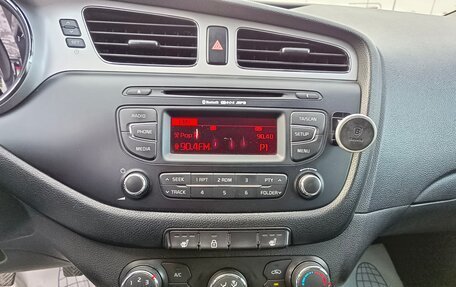 SET
Bluetooth MP3
RADIO
TA/SCAN
PHONE
SETUP
MEDIA
MENU
Pop
90.40
90.4FM
P1
SEEK
1 RPT
2 RDM
3
PTY
TRACK
4
5
6
FOLDER
A/C